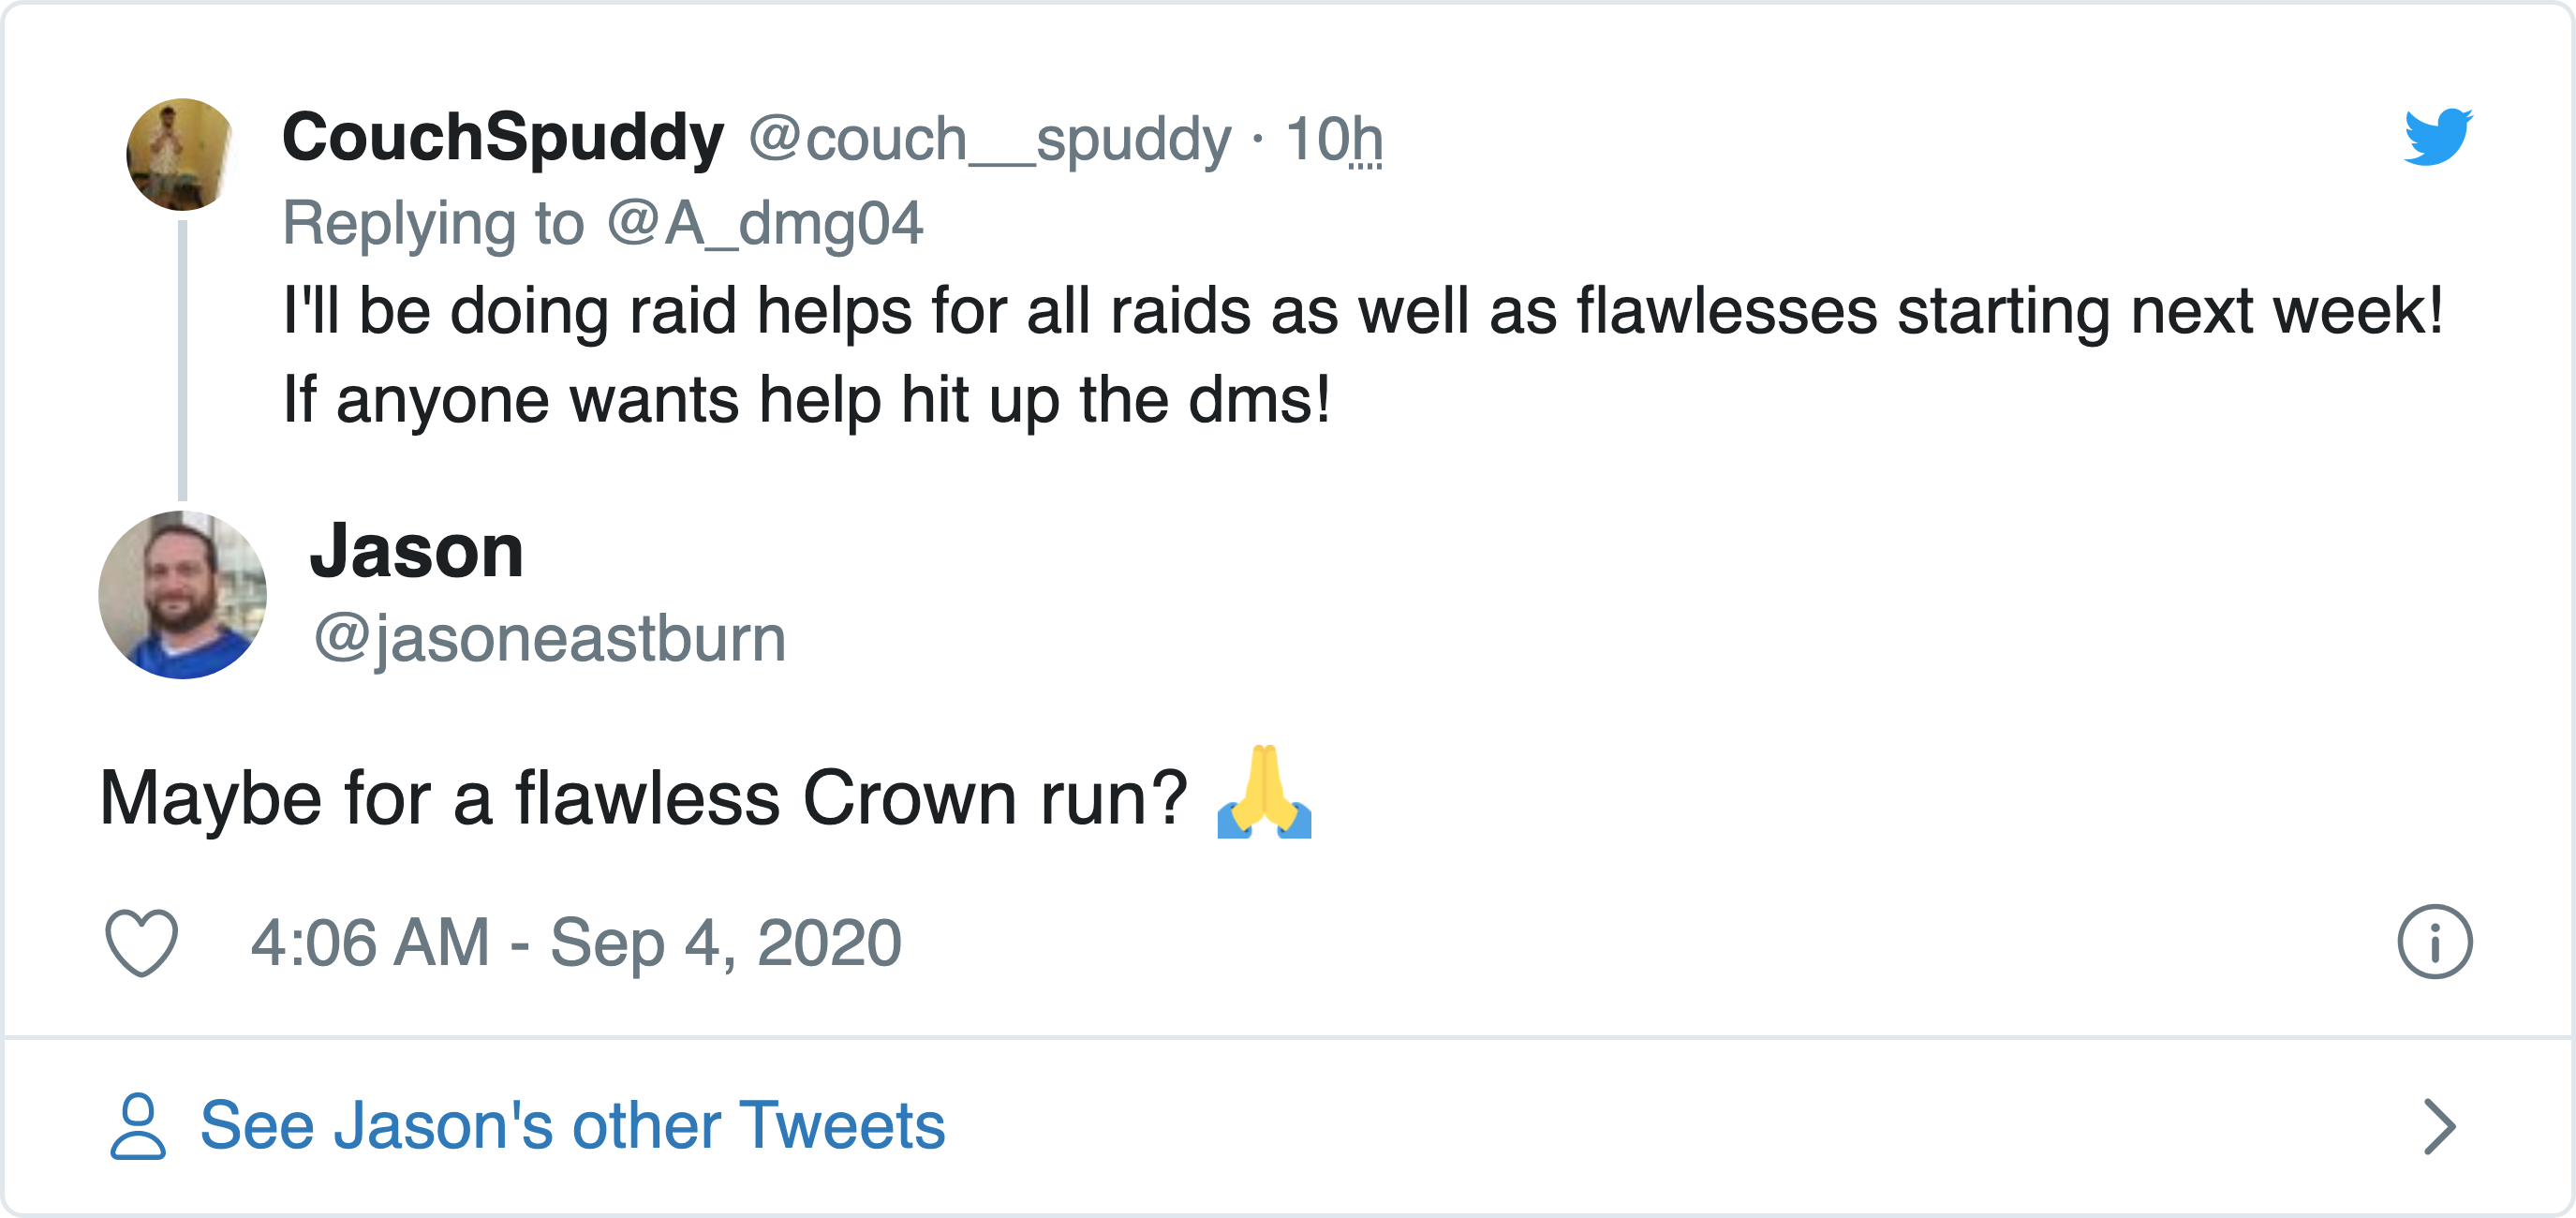 CouchSpuddy @couch__spuddy · 10h
Replying to @A_dmg04
I'll be doing raid helps for all raids as well as flawlesses starting next week!
If anyone wants help hit up the dms!
Jason
@jasoneastburn
Maybe for a flawless Crown run? 🙏
4:06 AM - Sep 4, 2020
See Jason's other Tweets